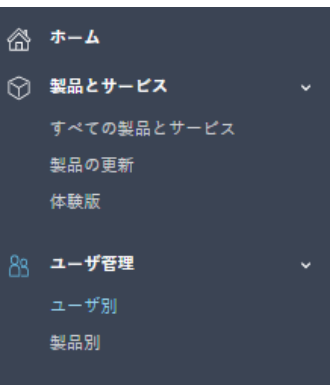 ホーム
製品とサービス
すべての製品とサービス
製品の更新
体験版
ユーザ管理
ユーザ別
製品別